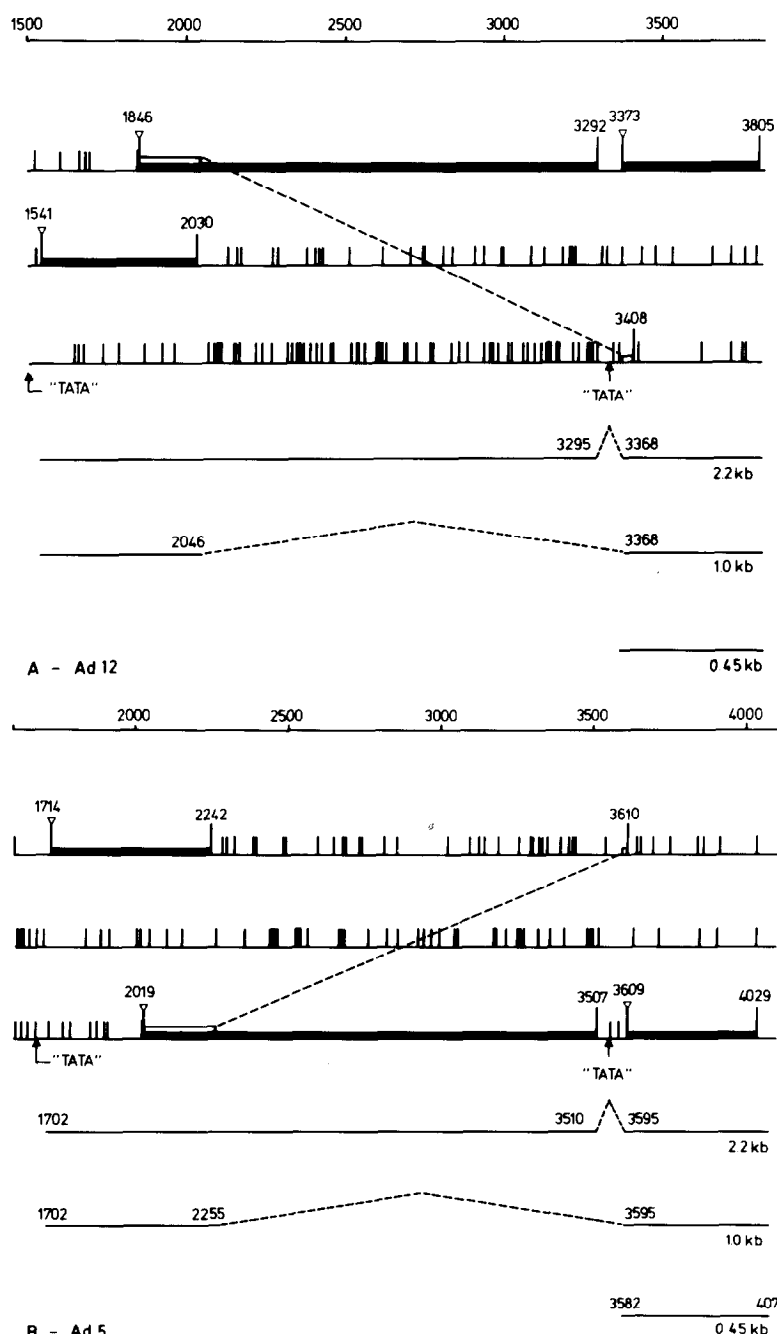 1500 2000 2500 3000 3500
1846 3292 3373 3805
1541 2030
3408
"TATA" "TATA"
3295 3368
2.2 kb
2046 3368
1.0 kb
0.45 kb
A - Ad 12
2000 2500 3000 3500 4000
1714 2242 3610
2019 3507 3609 4029
"TATA" "TATA"
1702 3510 3595
2.2 kb
1702 2255 3595
1.0 kb
3582 407
0.45 kb
B - Ad 5